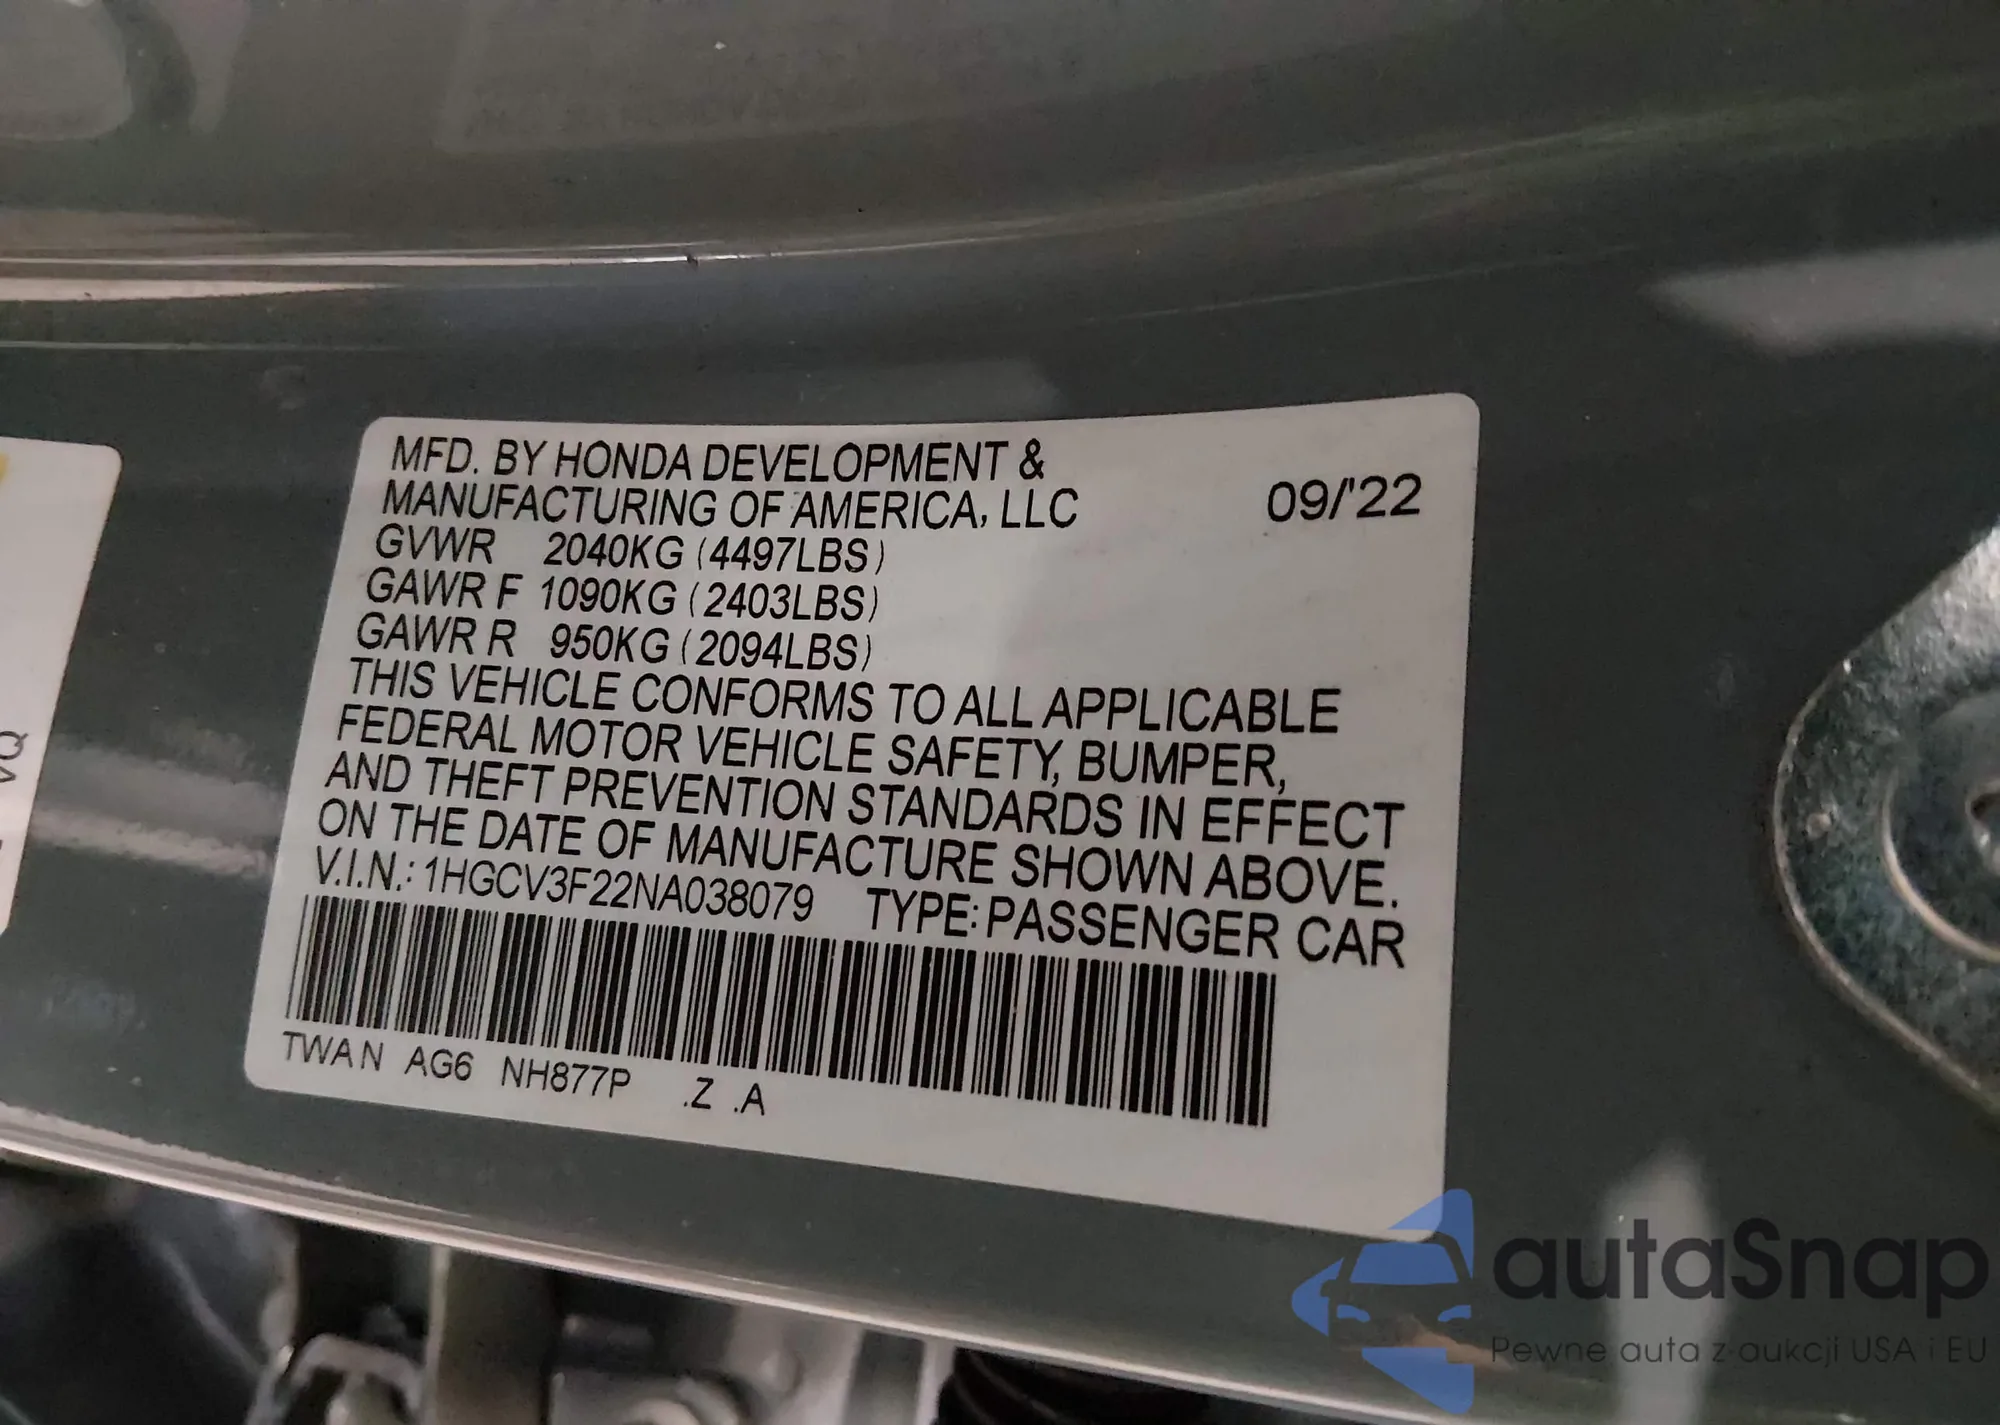 MFD. BY HONDA DEVELOPMENT &
MANUFACTURING OF AMERICA, LLC 09/'22
GVWR 2040KG (4497LBS)
GAWR F 1090KG (2403LBS)
GAWR R 950KG (2094LBS)
THIS VEHICLE CONFORMS TO ALL APPLICABLE
FEDERAL MOTOR VEHICLE SAFETY, BUMPER,
AND THEFT PREVENTION STANDARDS IN EFFECT
ON THE DATE OF MANUFACTURE SHOWN ABOVE.
V.I.N.: 1HGCV3F22NA038079 TYPE: PASSENGER CAR
TWAN AG6 NH877P .Z .A
VQ
autaSnap
Pewne auta z aukcji USA i EU